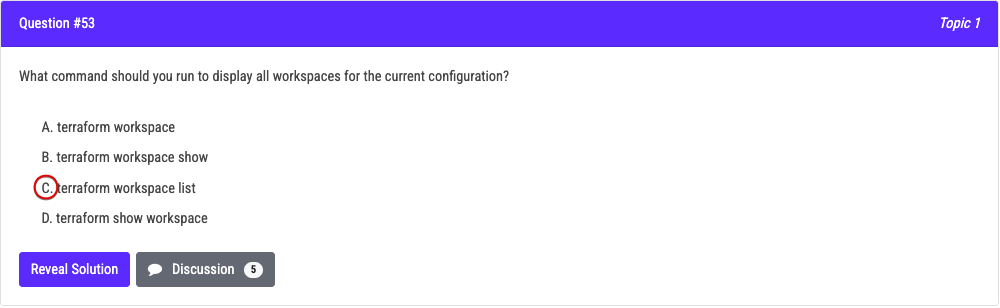 Question #53
Topic 1
What command should you run to display all workspaces for the current configuration?
A. terraform workspace
B. terraform workspace show
C. terraform workspace list
D. terraform show workspace
Reveal Solution
Discussion 5